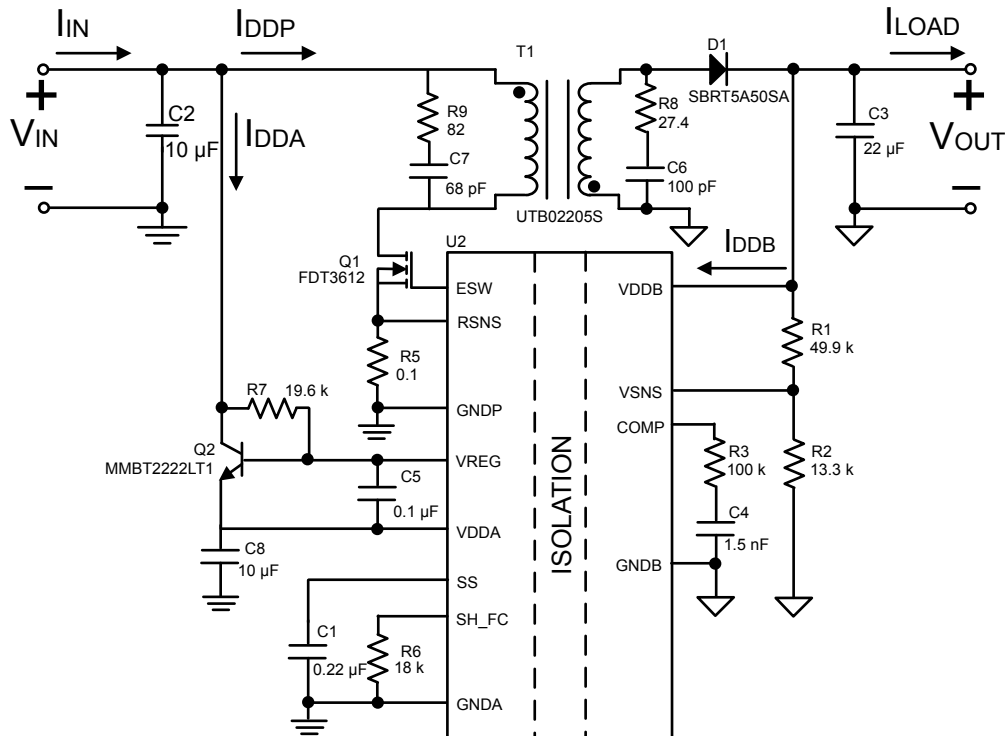 IIN
IDDP
ILOAD
T1
D1
SBRT5A50SA
+
VIN
−
C2
10 µF
IDDA
R9
82
C7
68 pF
R8
27.4
C6
100 pF
C3
22 µF
+
VOUT
−
UTB02205S
U2
IDDB
Q1
FDT3612
ESW
VDDB
RSNS
R1
49.9 k
R5
0.1
R7
19.6 k
VSNS
GNDP
COMP
Q2
MMBT2222LT1
VREG
R3
100 k
R2
13.3 k
C5
0.1 µF
ISOLATION
C4
1.5 nF
VDDA
C8
10 µF
GNDB
SS
SH_FC
C1
0.22 µF
R6
18 k
GNDA